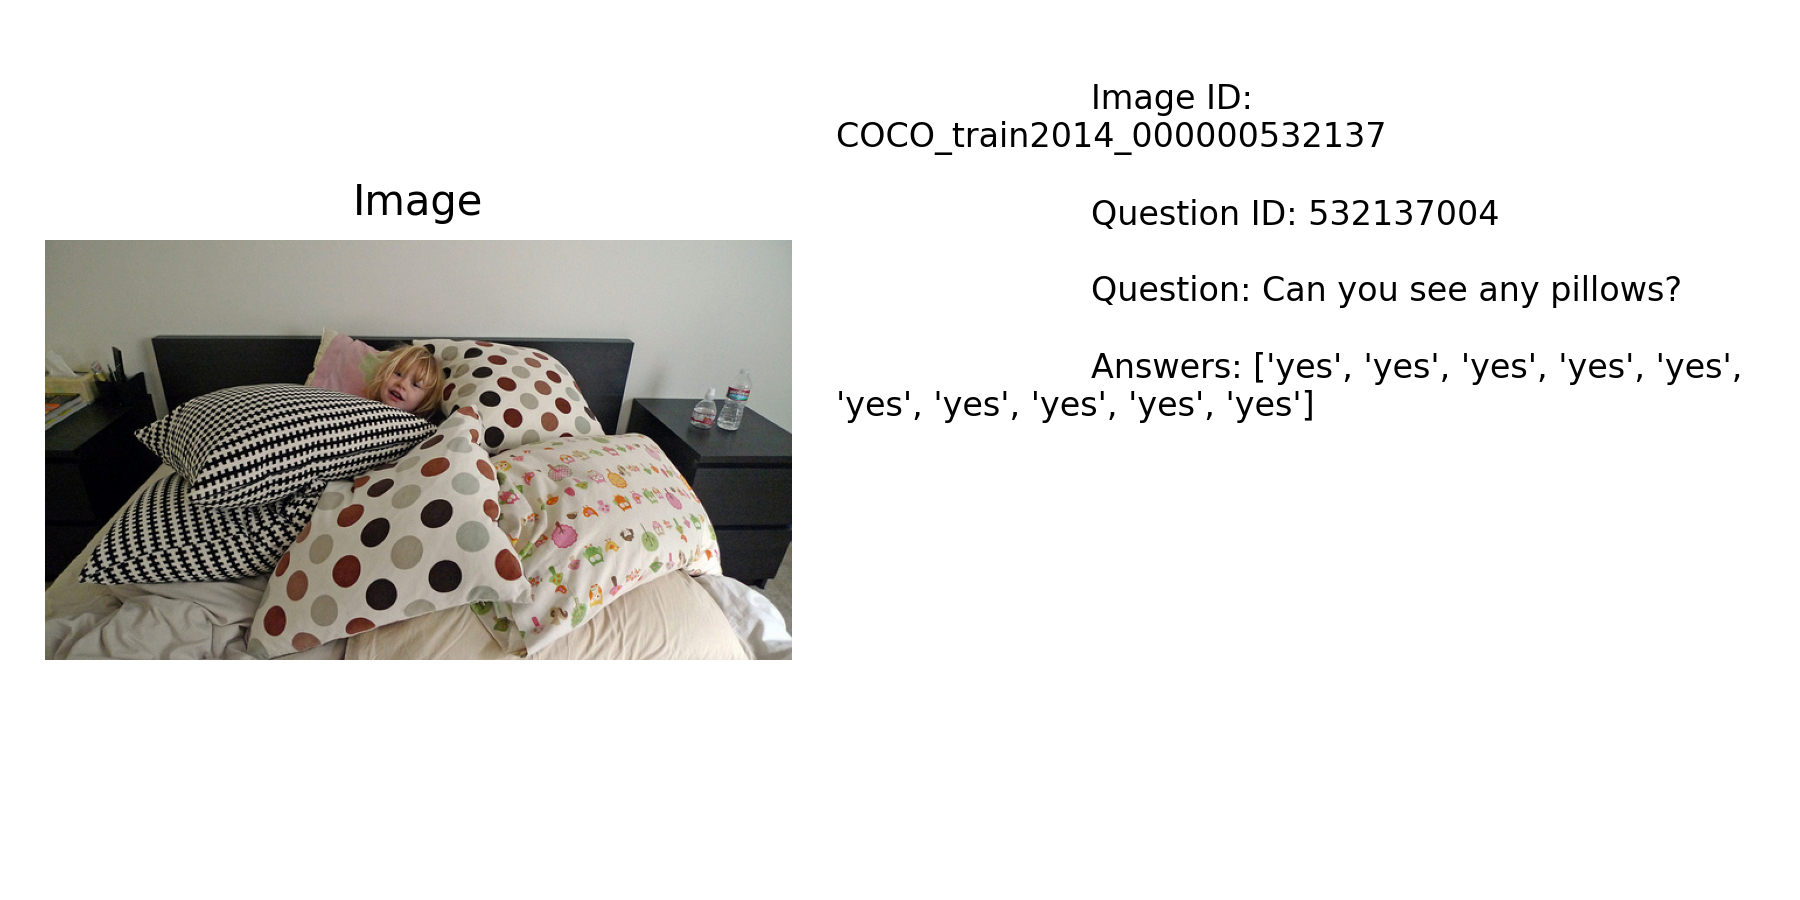 Image ID:
COCO_train2014_000000532137
Question ID: 532137004
Question: Can you see any pillows?
Answers: ['yes', 'yes', 'yes', 'yes', 'yes',
'yes', 'yes', 'yes', 'yes', 'yes']
Image